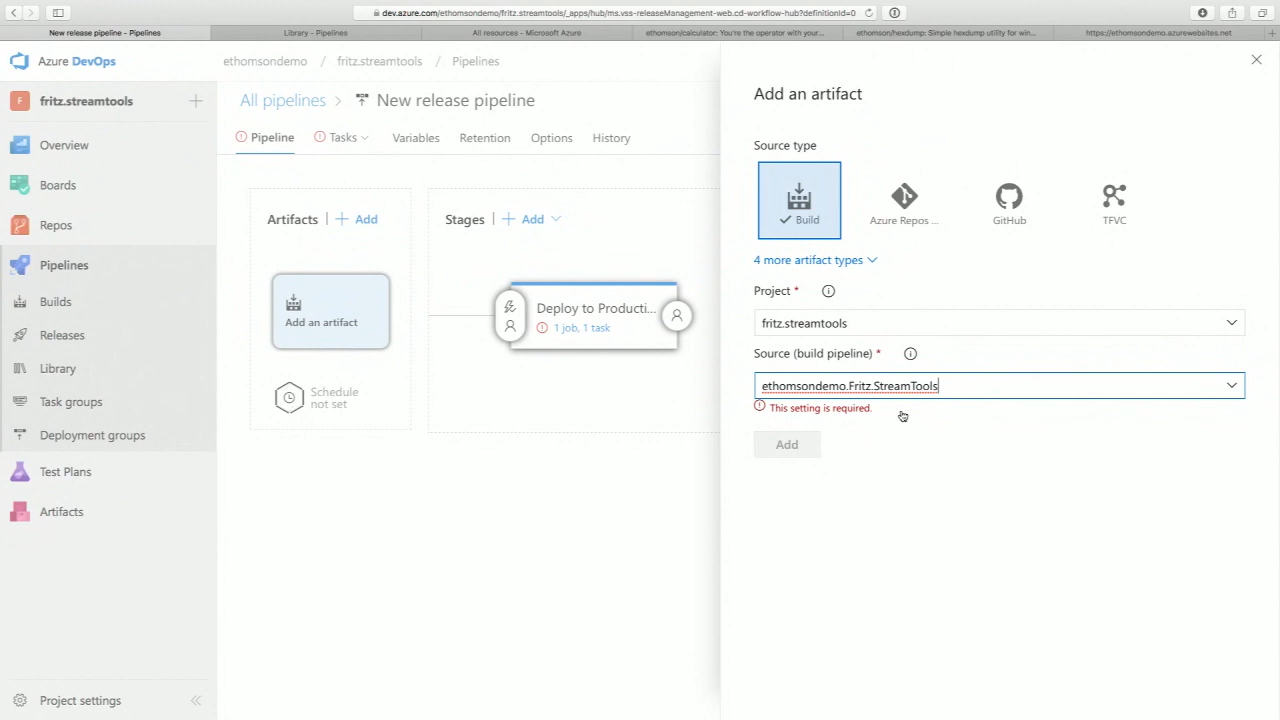 dev.azure.com/ethomsondemo/fritz.streamtools/_apps/hub/ms.vss-releaseManagement-web.cd-workflow-hub?definitionId=0
New release pipeline - Pipelines
Library - Pipelines
All resources - Microsoft Azure
ethomson/calculator: You're the operator with your...
ethomson/hexdump: Simple hexdump utility for win...
https://ethomsondemo.azurewebsites.net
Azure DevOps
ethomsondemo / fritz.streamtools / Pipelines
F
fritz.streamtools
All pipelines > New release pipeline
Pipeline
Tasks
Variables
Retention
Options
History
Overview
Boards
Repos
Pipelines
Builds
Releases
Library
Task groups
Deployment groups
Test Plans
Artifacts
Project settings
Artifacts | + Add
Add an artifact
Schedule
not set
Stages | + Add
Deploy to Producti...
1 job, 1 task
Add an artifact
Source type
Build
Azure Repos ...
GitHub
TFVC
4 more artifact types
Project *
fritz.streamtools
Source (build pipeline) *
ethomsondemo.Fritz.StreamTools
This setting is required.
Add